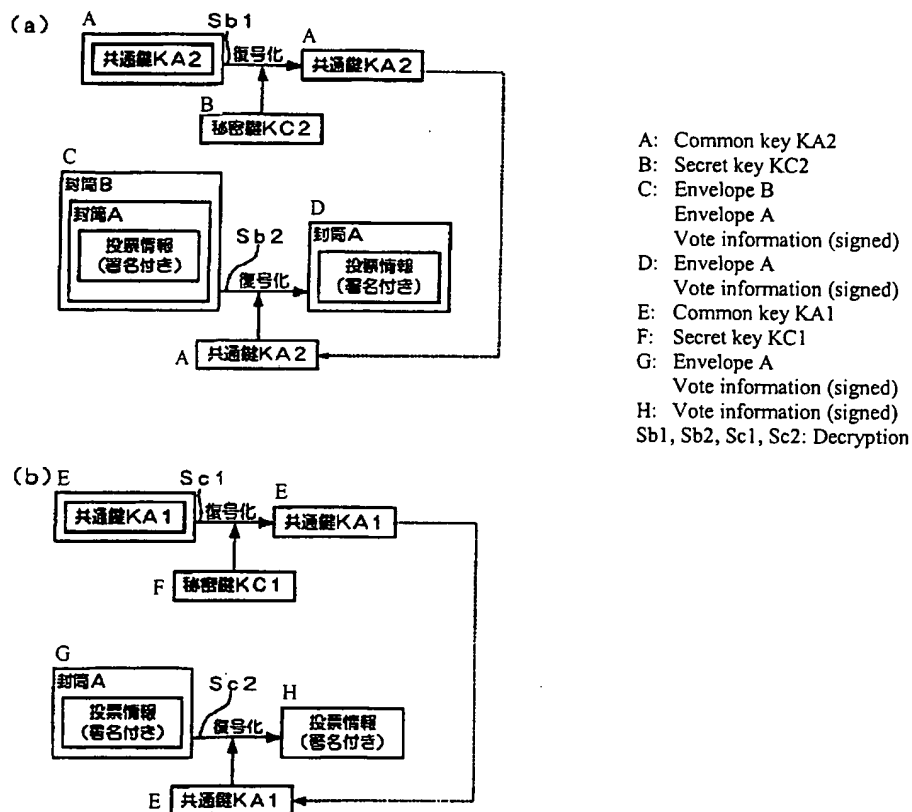 (a)
A
Sb1
共通鍵KA2
復号化
A
共通鍵KA2
B
秘密鍵KC2
C
封筒B
封筒A
投票情報
(署名付き)
Sb2
復号化
D
封筒A
投票情報
(署名付き)
A 共通鍵KA2
A: Common key KA2
B: Secret key KC2
C: Envelope B
Envelope A
Vote information (signed)
D: Envelope A
Vote information (signed)
E: Common key KA1
F: Secret key KC1
G: Envelope A
Vote information (signed)
H: Vote information (signed)
Sb1, Sb2, Sc1, Sc2: Decryption
(b)
E
Sc1
共通鍵KA1
復号化
E
共通鍵KA1
F 秘密鍵KC1
G
封筒A
投票情報
(署名付き)
Sc2
復号化
H
投票情報
(署名付き)
E 共通鍵KA1